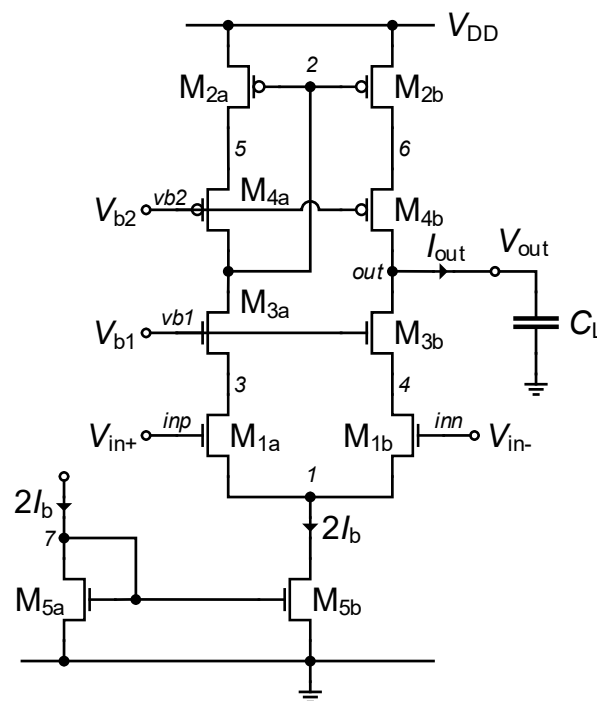 V_DD
2
M_2a
M_2b
5
6
V_b2
vb2
M_4a
M_4b
I_out
V_out
out
M_3a
V_b1
vb1
M_3b
C_L
3
4
V_in+
inp
M_1a
M_1b
inn
V_in-
1
2I_b
2I_b
7
M_5a
M_5b